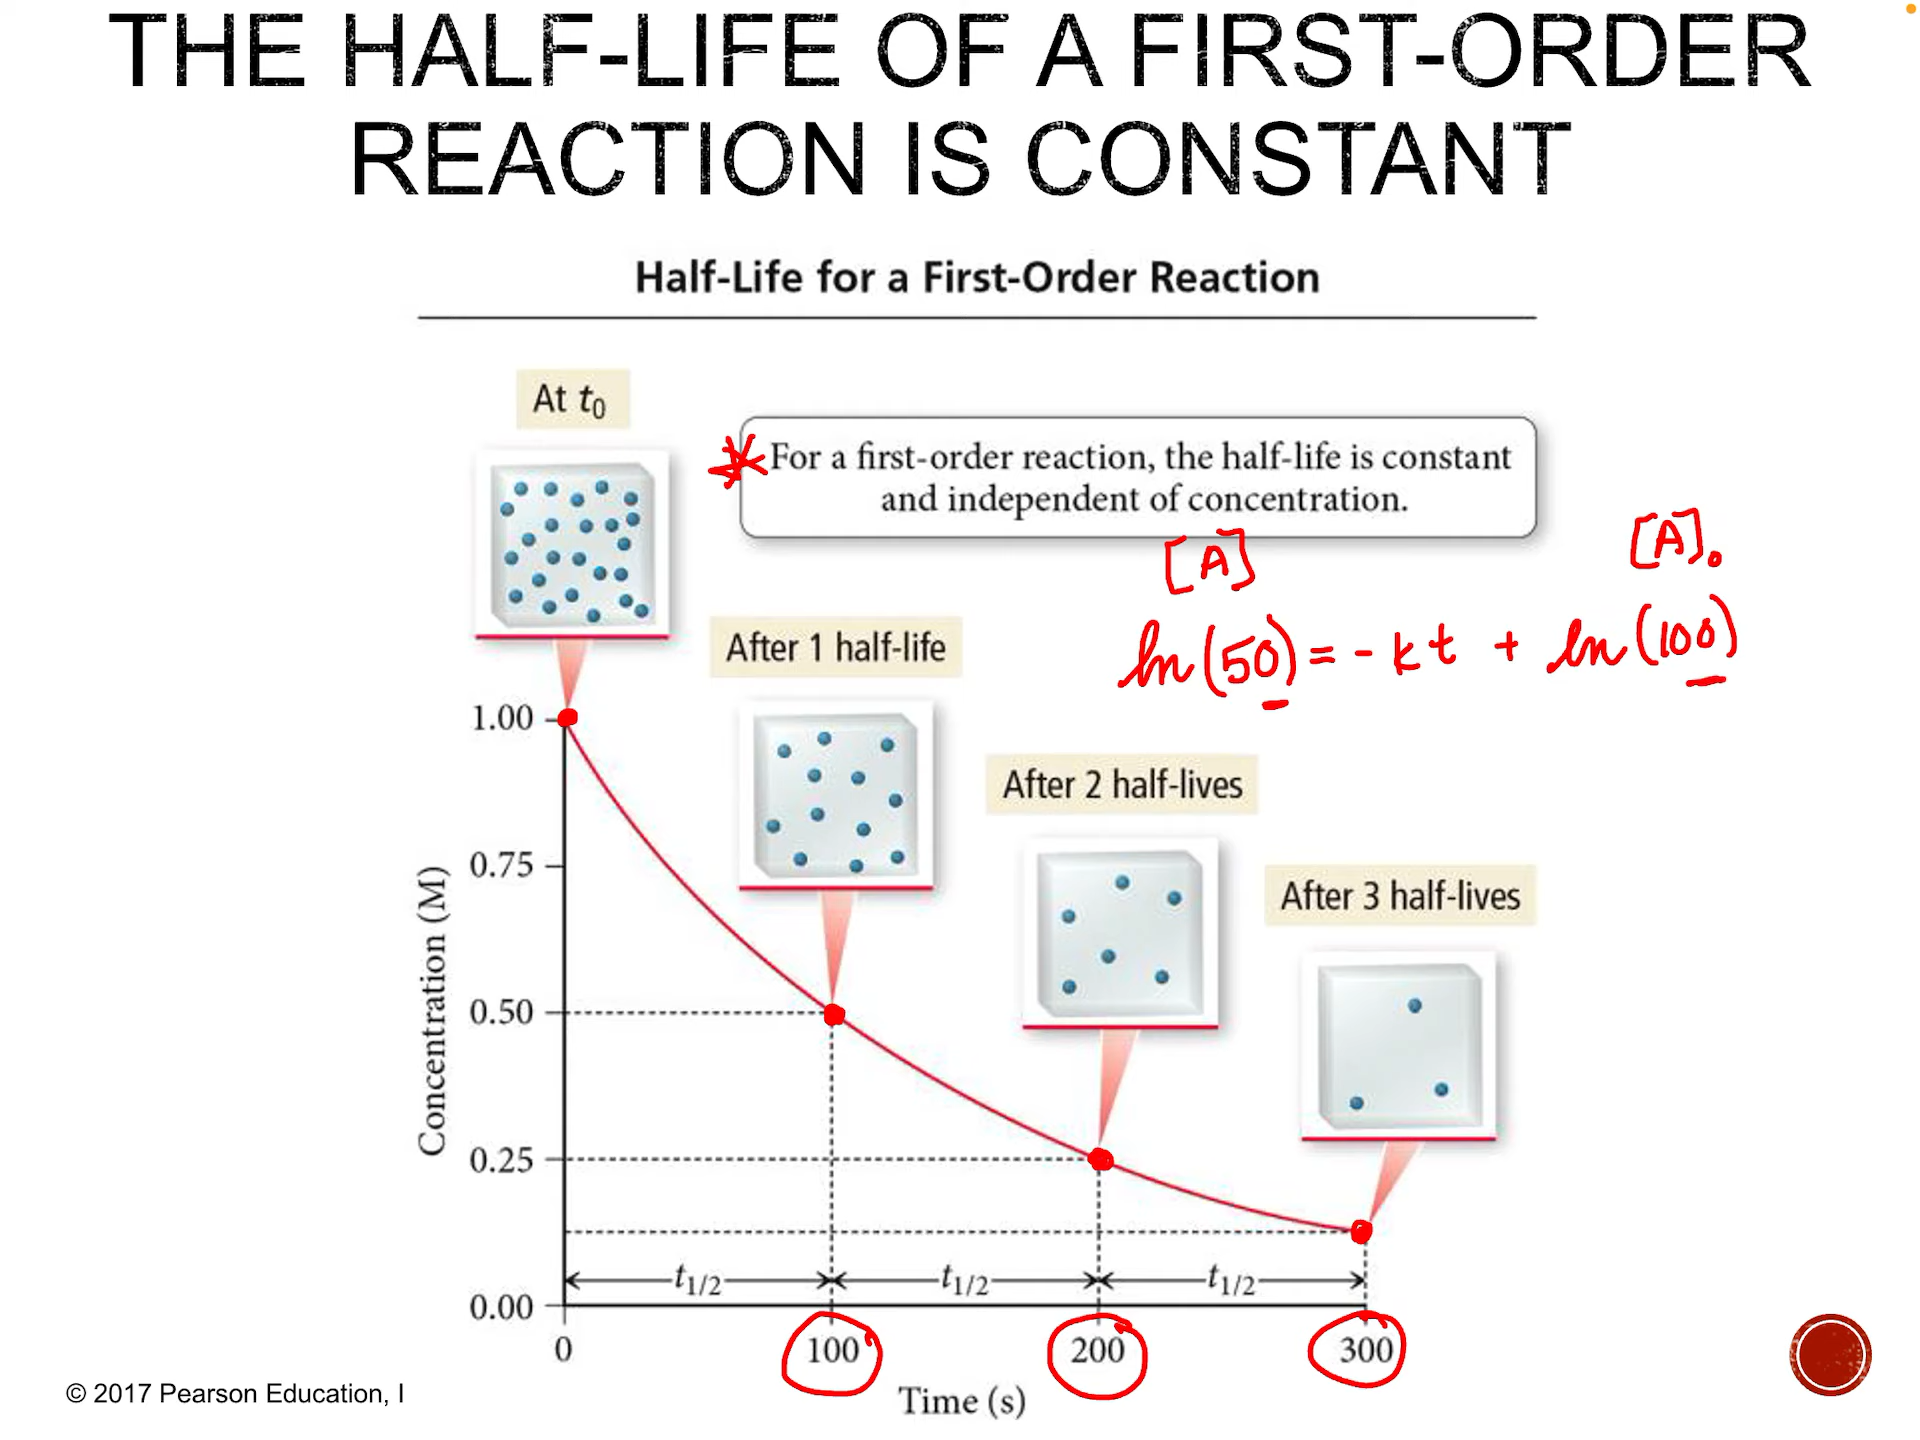 THE HALF-LIFE OF A FIRST-ORDER
REACTION IS CONSTANT
Half-Life for a First-Order Reaction
At t₀
*For a first-order reaction, the half-life is constant
and independent of concentration.
[A] [A]₀
ln(50) = -kt + ln(100)
After 1 half-life
After 2 half-lives
After 3 half-lives
Concentration (M)
1.00
0.75
0.50
0.25
0.00
t1/2 t1/2 t1/2
0 100 200 300
Time (s)
© 2017 Pearson Education, I